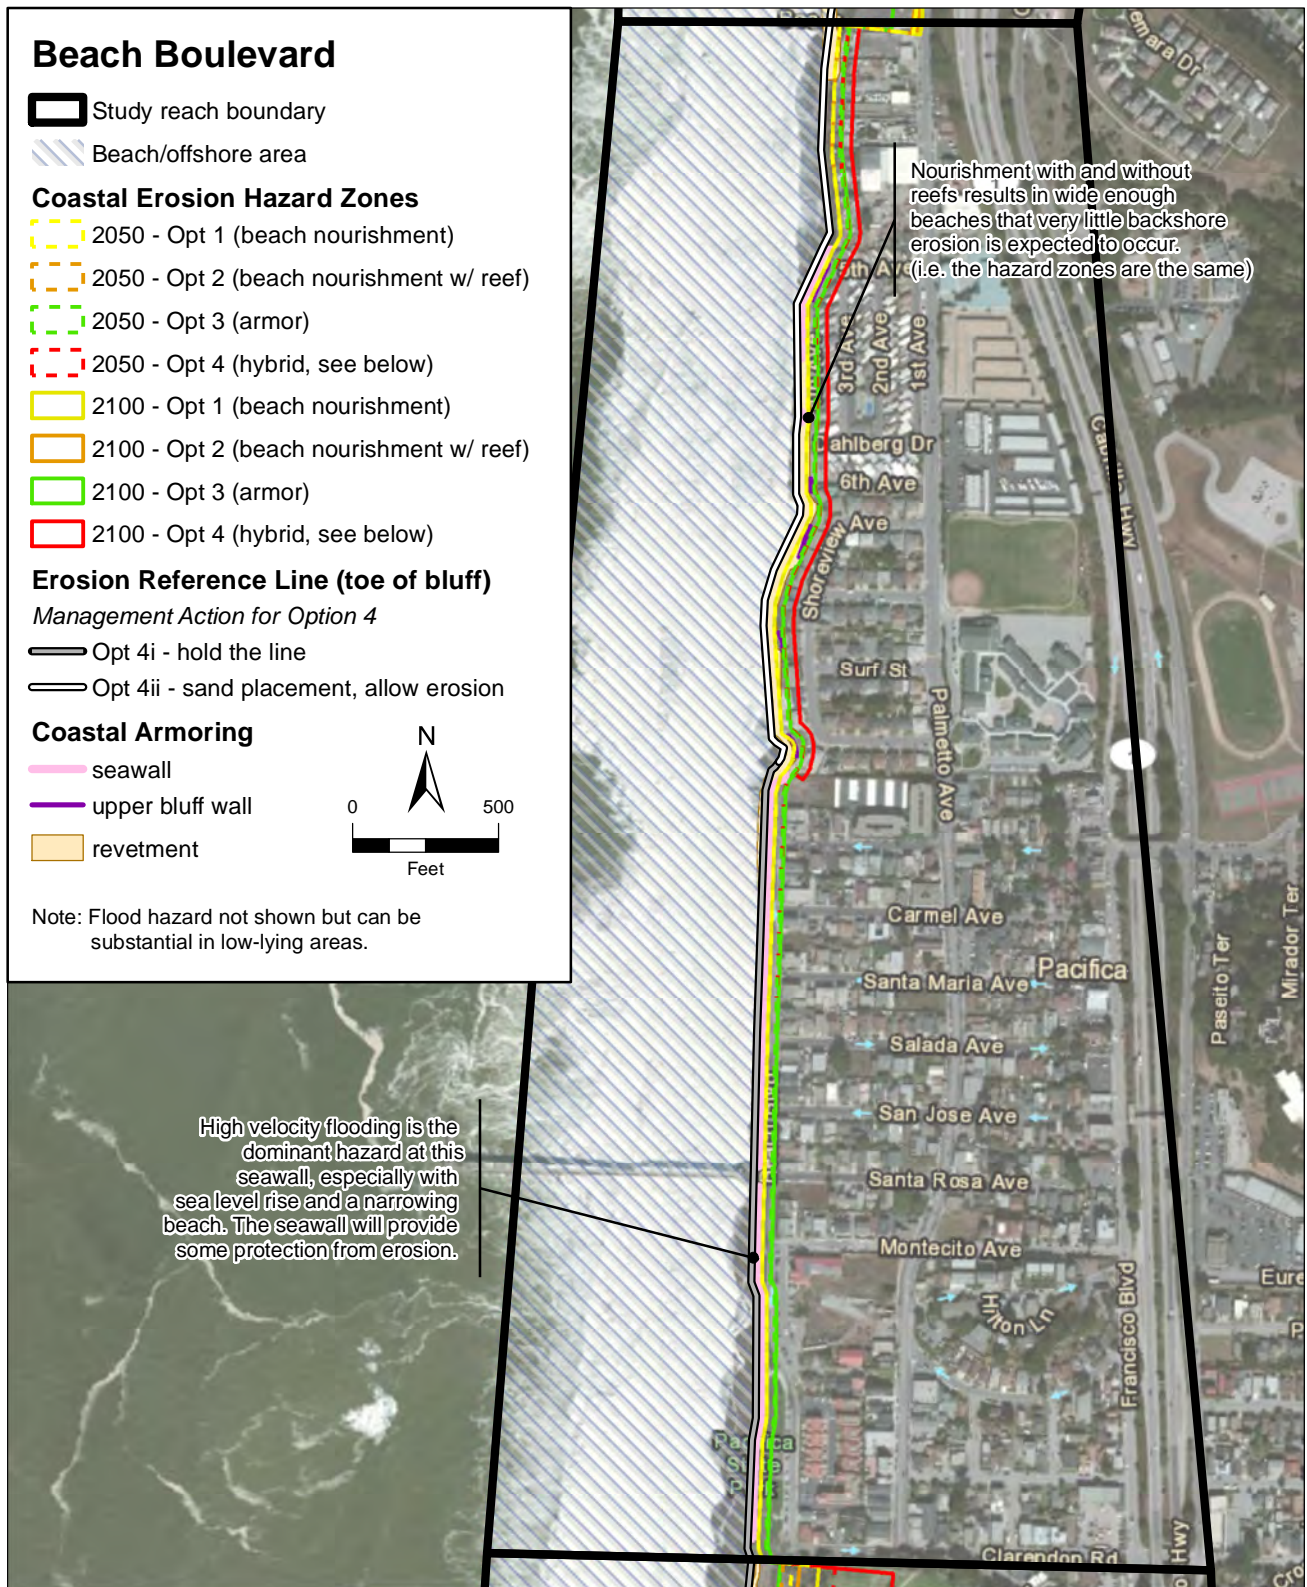 Beach Boulevard
Study reach boundary
Beach/offshore area
Coastal Erosion Hazard Zones
2050 - Opt 1 (beach nourishment)
2050 - Opt 2 (beach nourishment w/ reef)
2050 - Opt 3 (armor)
2050 - Opt 4 (hybrid, see below)
2100 - Opt 1 (beach nourishment)
2100 - Opt 2 (beach nourishment w/ reef)
2100 - Opt 3 (armor)
2100 - Opt 4 (hybrid, see below)
Erosion Reference Line (toe of bluff)
Management Action for Option 4
Opt 4i - hold the line
Opt 4ii - sand placement, allow erosion
Coastal Armoring
seawall
upper bluff wall
revetment
N
0 500
Feet
Note: Flood hazard not shown but can be
substantial in low-lying areas.
emara Dr
Nourishment with and without
reefs results in wide enough
beaches that very little backshore
erosion is expected to occur.
(i.e. the hazard zones are the same)
5th Ave
3rd Ave
2nd Ave
1st Ave
ahlberg Dr
6th Ave
Shoreview Ave
Cabrillo Hwy
Surf St
Palmetto Ave
Carmel Ave
Santa Maria Ave
Pacifica
Salada Ave
San Jose Ave
Santa Rosa Ave
Montecito Ave
Hilton Ln
Francisco Blvd
Paseito Ter
Mirador Ter
Eure
P
High velocity flooding is the
dominant hazard at this
seawall, especially with
sea level rise and a narrowing
beach. The seawall will provide
some protection from erosion.
Clarendon Rd
Hwy
Cro